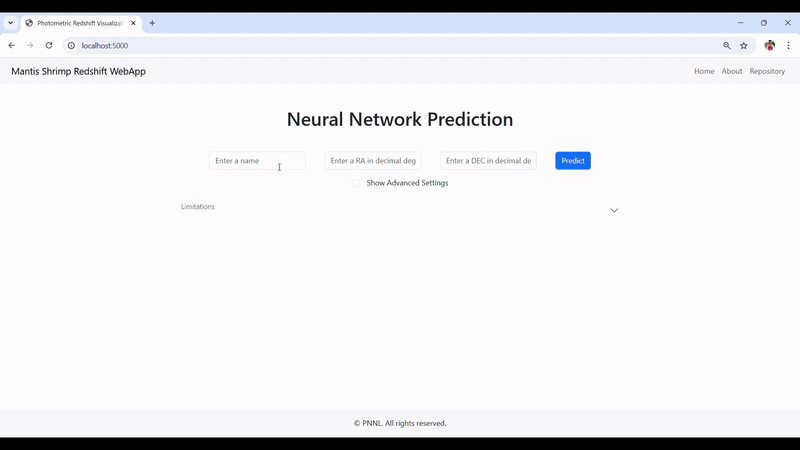 Photometric Redshift Visualizat
localhost:5000
Mantis Shrimp Redshift WebApp
Home About Repository
Neural Network Prediction
Enter a name Enter a RA in decimal deg Enter a DEC in decimal de Predict
Show Advanced Settings
Limitations
© PNNL. All rights reserved.